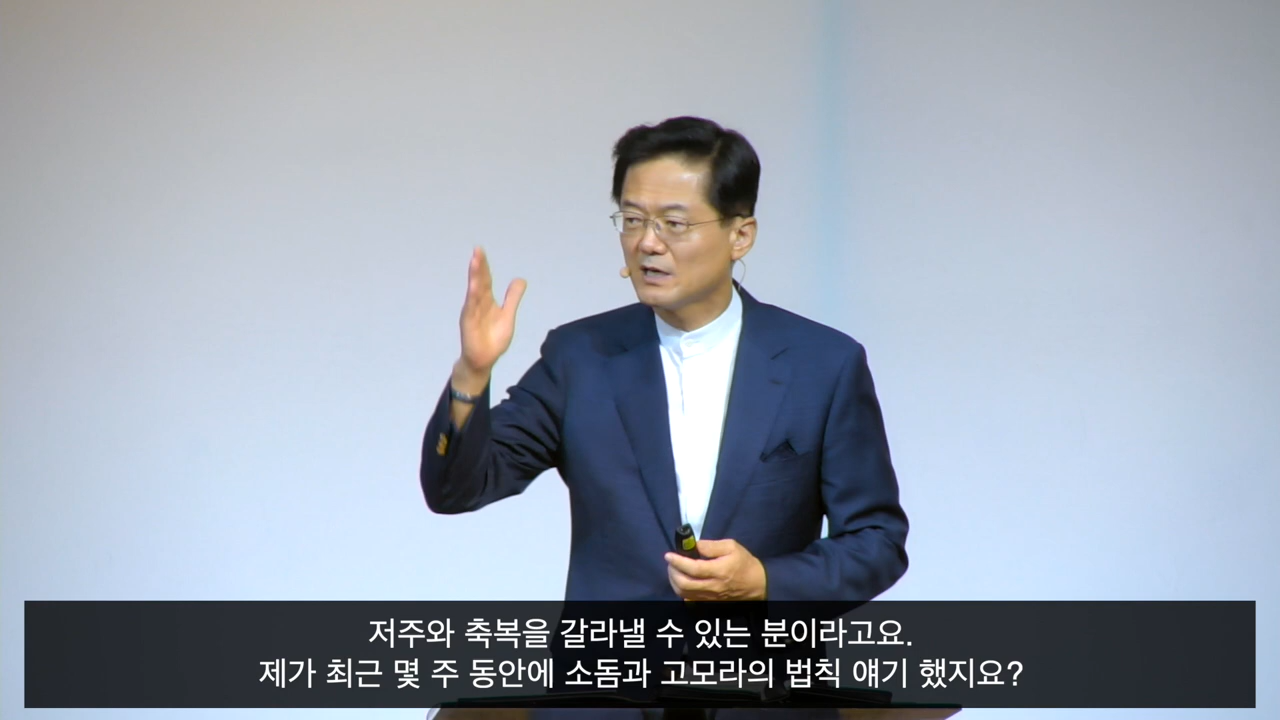 저주와 축복을 갈라낼 수 있는 분이라고요.
제가 최근 몇 주 동안에 소돔과 고모라의 법칙 얘기 했지요?